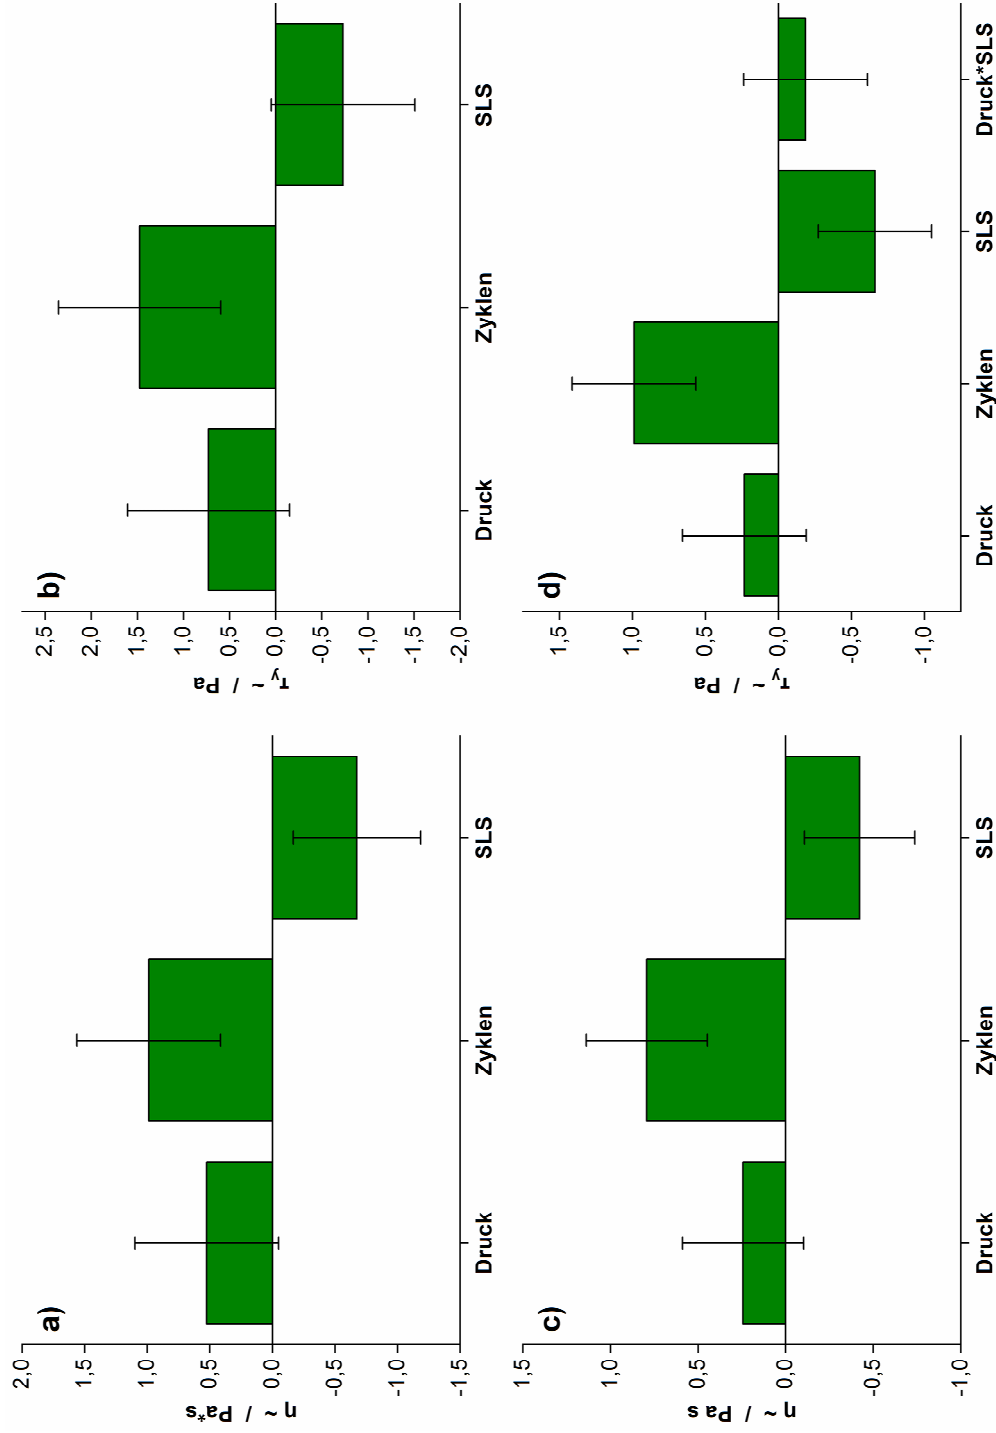 a)
η ~ / Pa*s
2,0
1,5
1,0
0,5
0,0
-0,5
-1,0
-1,5
Druck
Zyklen
SLS
b)
τy ~ / Pa
2,5
2,0
1,5
1,0
0,5
0,0
-0,5
-1,0
-1,5
-2,0
Druck
Zyklen
SLS
c)
η ~ / Pa s
1,5
1,0
0,5
0,0
-0,5
-1,0
Druck
Zyklen
SLS
d)
τy ~ / Pa
1,5
1,0
0,5
0,0
-0,5
-1,0
Druck
Zyklen
SLS
Druck*SLS